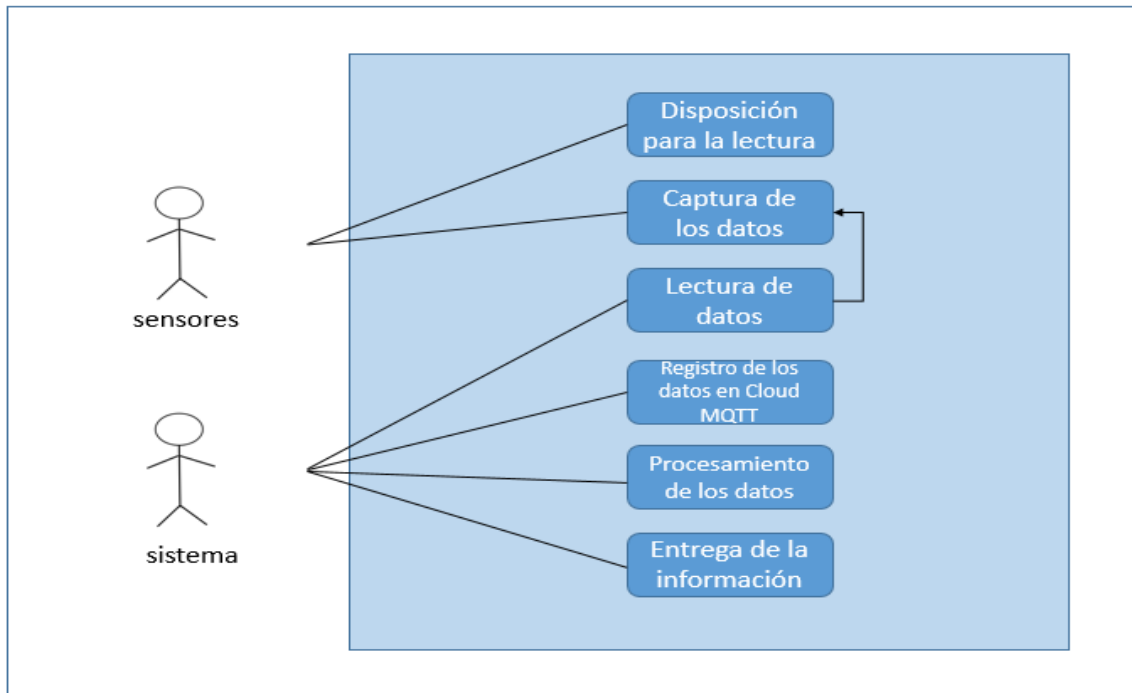 Disposición
para la lectura
Captura de
los datos
Lectura de
datos
Registro de los
datos en Cloud
MQTT
Procesamiento
de los datos
Entrega de la
información
sensores
sistema